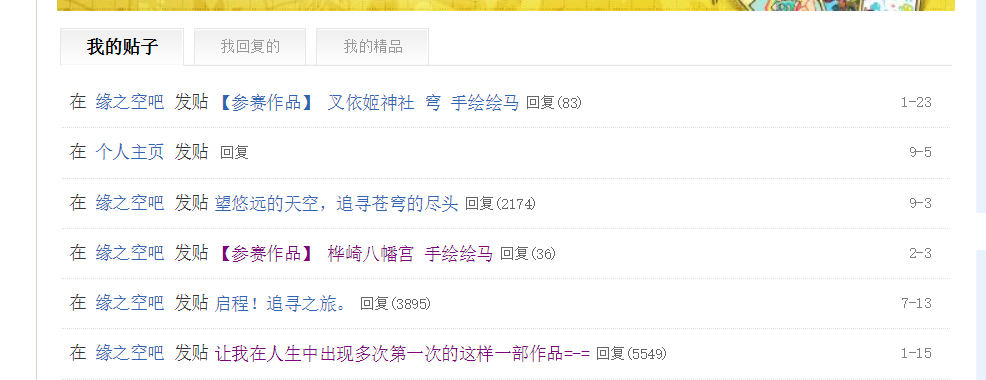 我的贴子 我回复的 我的精品
在 缘之空吧 发贴 【参赛作品】 叉依姬神社 穹 手绘绘马 回复(83) 1-23
在 个人主页 发贴 回复 9-5
在 缘之空吧 发贴 望悠远的天空，追寻苍穹的尽头 回复(2174) 9-3
在 缘之空吧 发贴 【参赛作品】 桦崎八幡宫 手绘绘马 回复(36) 2-3
在 缘之空吧 发贴 启程！追寻之旅。 回复(3895) 7-13
在 缘之空吧 发贴 让我在人生中出现多次第一次的这样一部作品=-= 回复(5549) 1-15